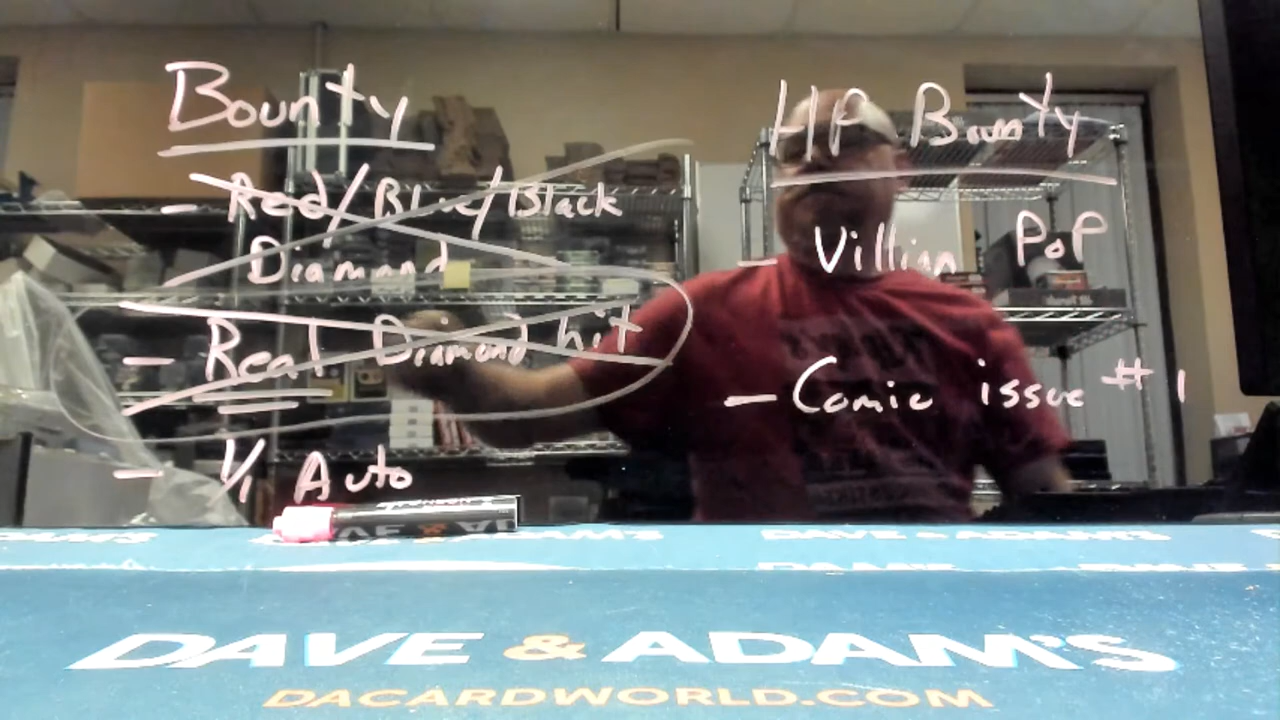 Bounty
- Red/Blue/Black
Diamond
- Real Diamond hit
- 1/1 Auto
HP Bounty
- Villian PoP
- Comic issue #1
DAVE & ADAM'S
DACARDWORLD.COM